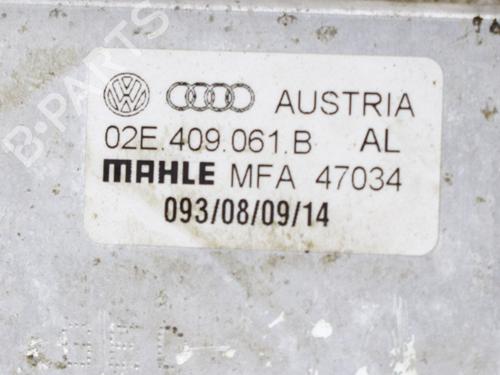 B-PARTS
AUSTRIA
02E.409.061.B AL
MAHLE MFA 47034
093/08/09/14